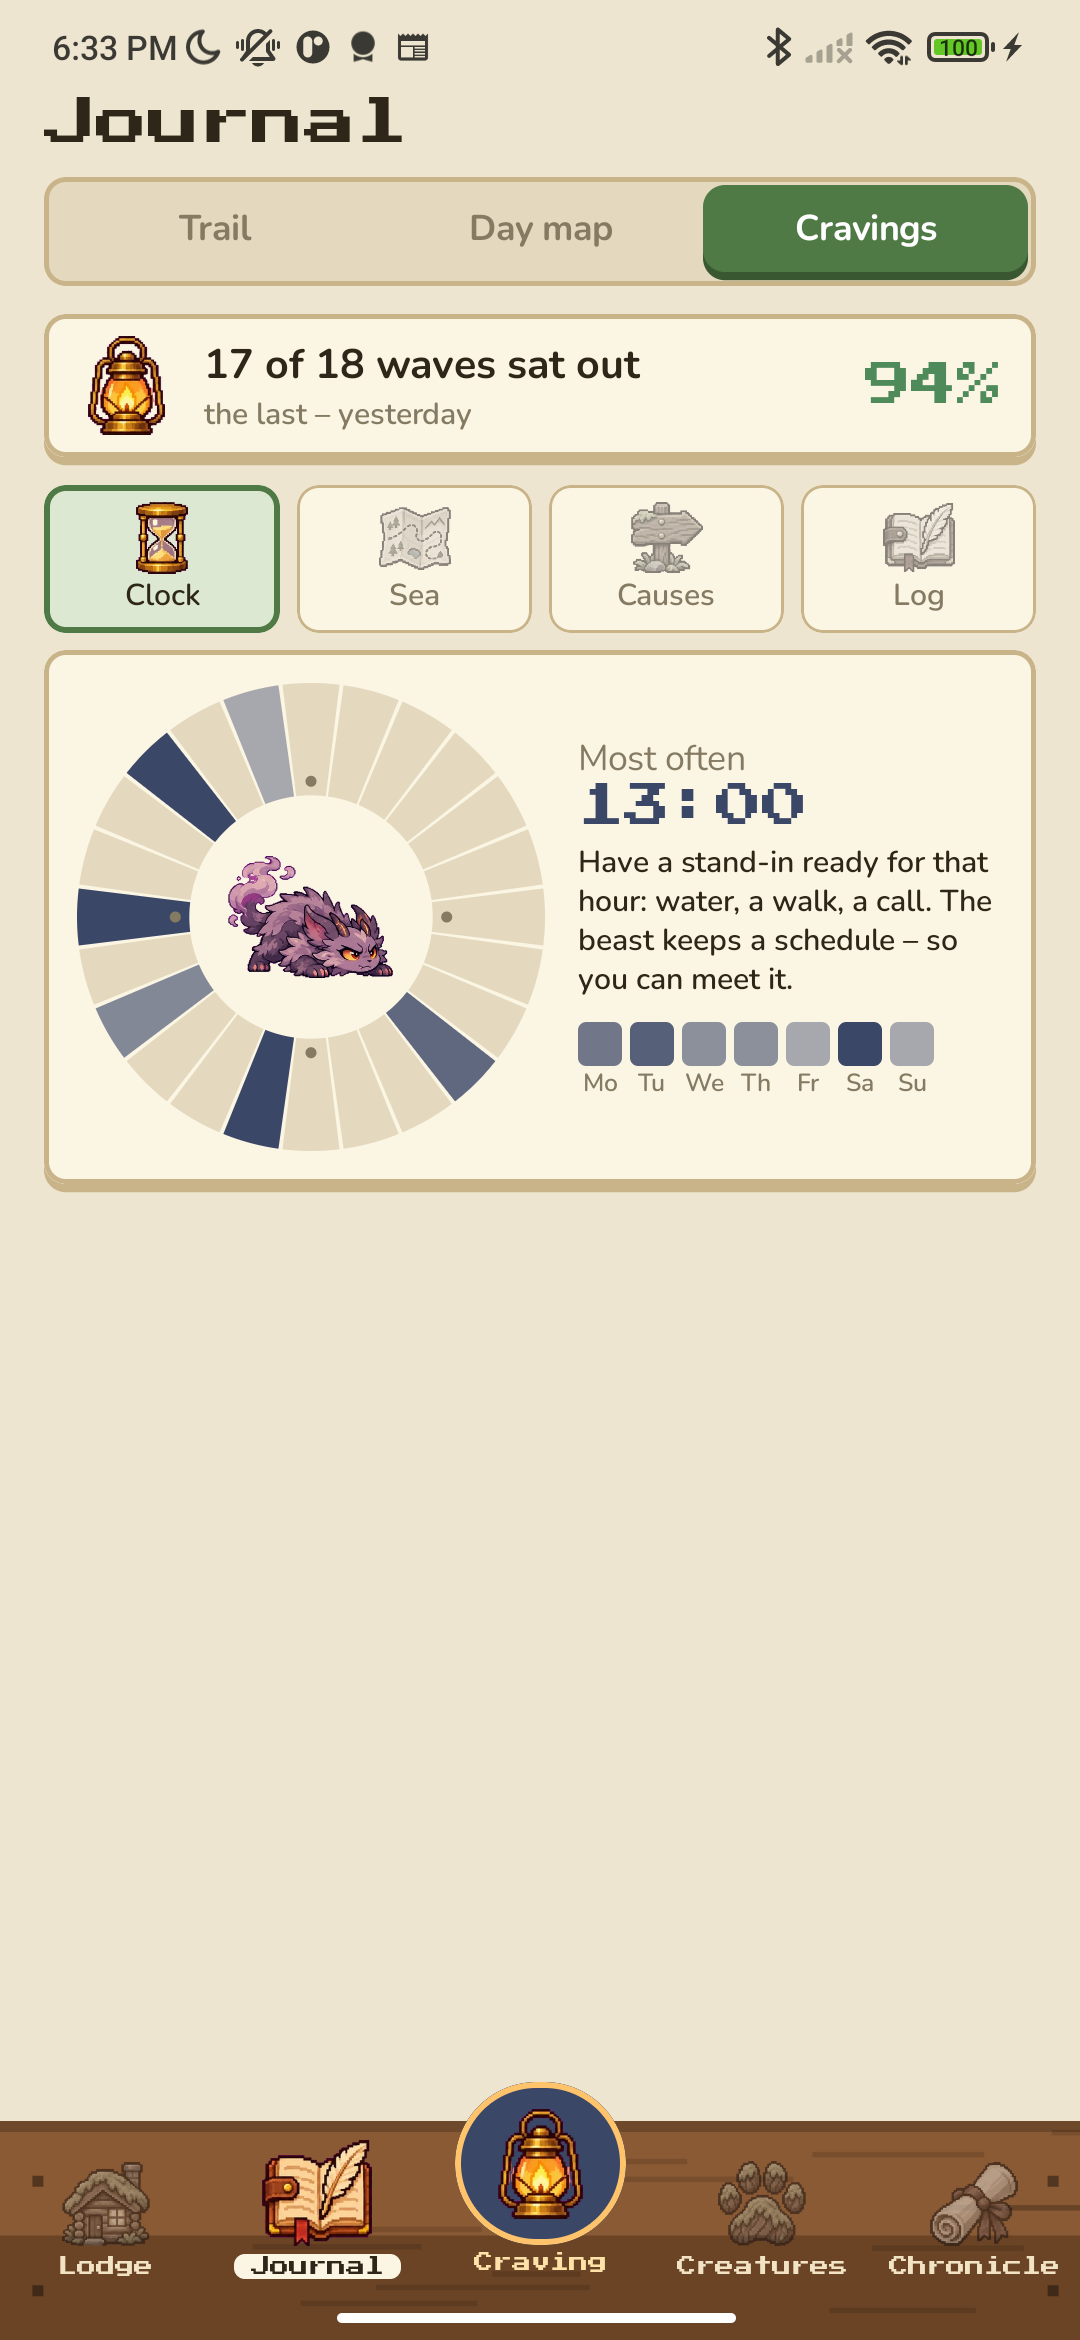 6:33 PM
100
Journal
Trail
Day map
Cravings
17 of 18 waves sat out
the last – yesterday
94%
Clock
Sea
Causes
Log
Most often
13:00
Have a stand-in ready for that
hour: water, a walk, a call. The
beast keeps a schedule – so
you can meet it.
Mo Tu We Th Fr Sa Su
Lodge
Journal
Craving
Creatures
Chronicle